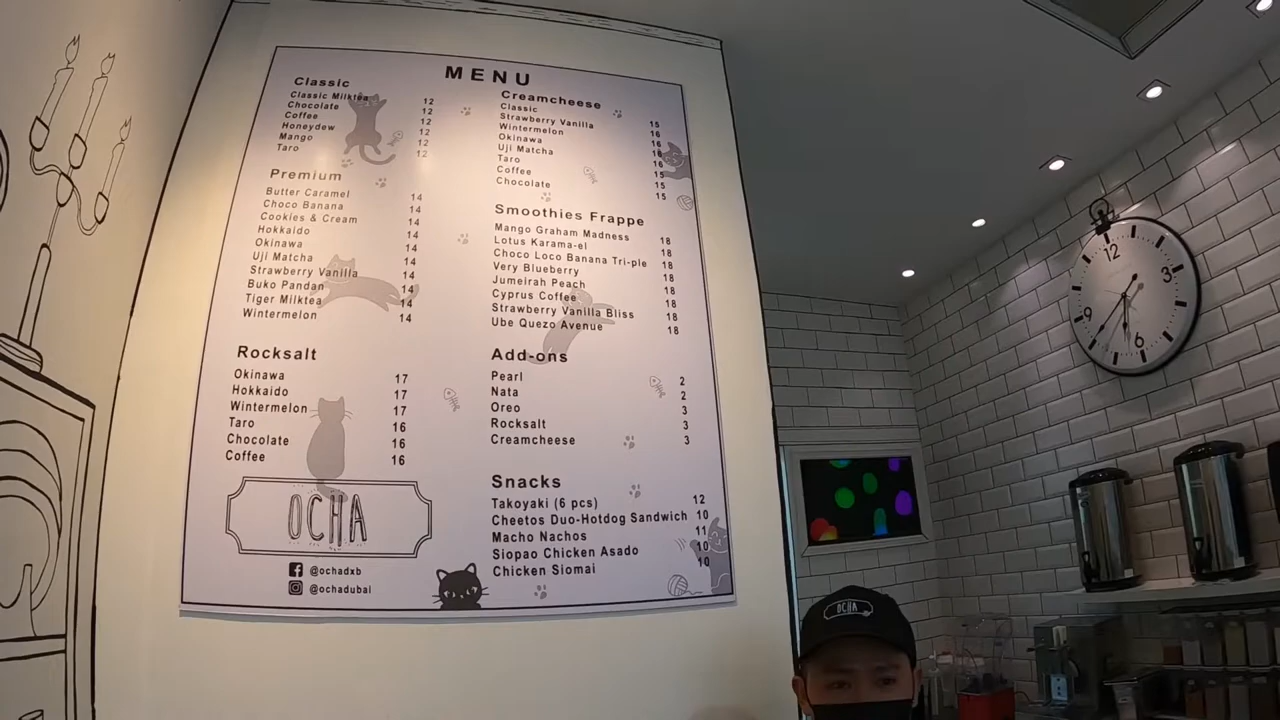 MENU
Classic
Classic Milktea 12
Chocolate 12
Coffee 12
Honeydew 12
Mango 12
Taro 12
Premium
Butter Caramel 14
Choco Banana 14
Cookies & Cream 14
Hokkaido 14
Okinawa 14
Uji Matcha 14
Strawberry Vanilla 14
Buko Pandan 14
Tiger Milktea 14
Wintermelon 14
Rocksalt
Okinawa 17
Hokkaido 17
Wintermelon 17
Taro 16
Chocolate 16
Coffee 16
OCHA
@ochadxb
@ochadubai
Creamcheese
Classic 15
Strawberry Vanilla 16
Wintermelon 16
Okinawa 16
Uji Matcha 16
Taro 15
Coffee 15
Chocolate 15
Smoothies Frappe
Mango Graham Madness 18
Lotus Karama-el 18
Choco Loco Banana Tri-ple 18
Very Blueberry 18
Jumeirah Peach 18
Cyprus Coffee 18
Strawberry Vanilla Bliss 18
Ube Quezo Avenue 18
Add-ons
Pearl 2
Nata 2
Oreo 3
Rocksalt 3
Creamcheese 3
Snacks
Takoyaki (6 pcs) 12
Cheetos Duo-Hotdog Sandwich 10
Macho Nachos 11
Siopao Chicken Asado 10
Chicken Siomai 10
12
3
6
9
OCHA